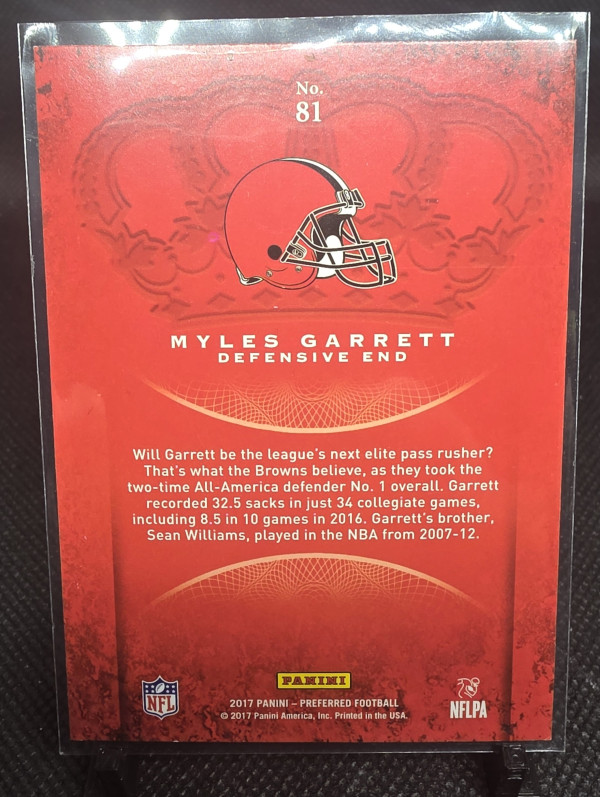 No.
81
MYLES GARRETT
DEFENSIVE END
Will Garrett be the league's next elite pass rusher?
That's what the Browns believe, as they took the
two-time All-America defender No. 1 overall. Garrett
recorded 32.5 sacks in just 34 collegiate games,
including 8.5 in 10 games in 2016. Garrett's brother,
Sean Williams, played in the NBA from 2007-12.
PANINI
NFL
2017 PANINI – PREFERRED FOOTBALL
© 2017 Panini America, Inc. Printed in the USA.
NFLPA